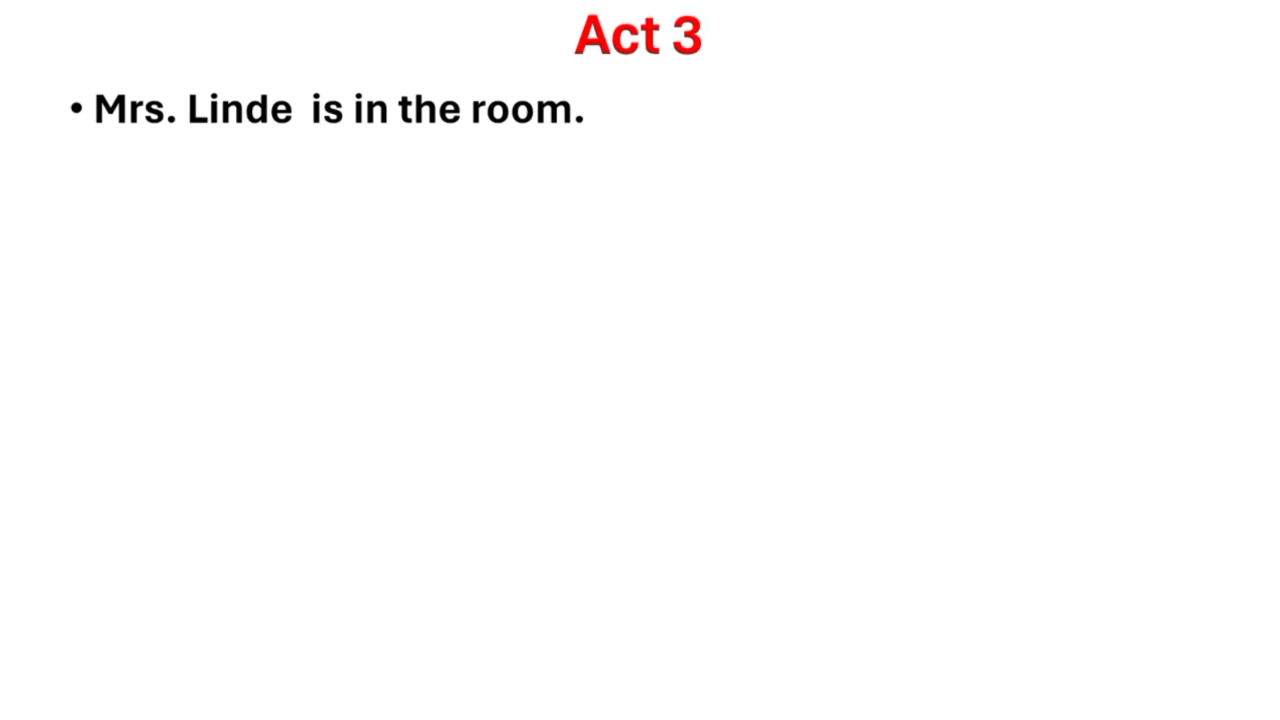 Act 3
• Mrs. Linde  is in the room.